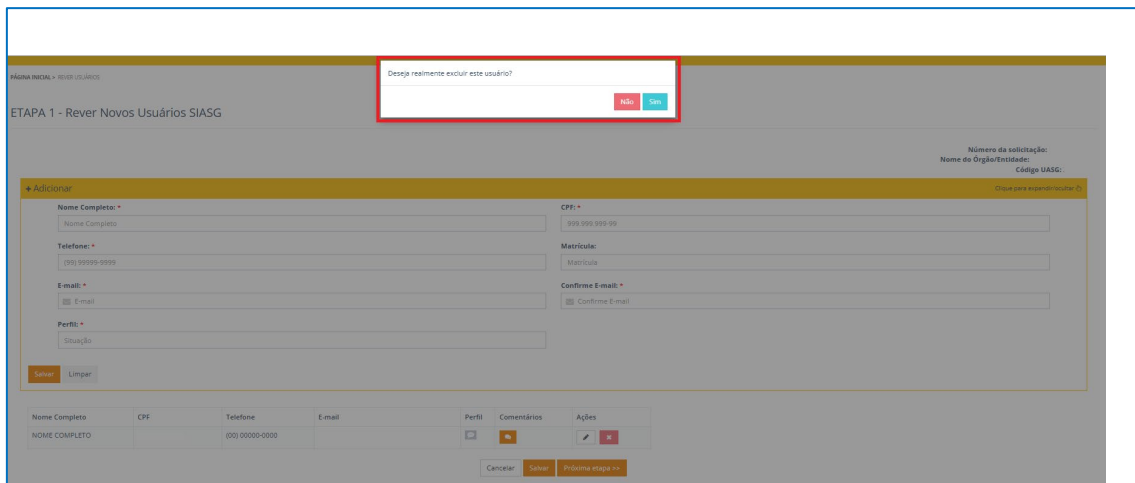 Deseja realmente excluir este usuário?
Não Sim
PÁGINA INICIAL > REVER USUÁRIOS
ETAPA 1 - Rever Novos Usuários SIASG
Número da solicitação:
Nome do Órgão/Entidade:
Código UASG:
+ Adicionar Clique para expandir/ocultar
Nome Completo: * CPF: *
Nome Completo 999.999.999-99
Telefone: * Matrícula:
(99) 99999-9999 Matrícula
E-mail: * Confirme E-mail: *
E-mail Confirme E-mail
Perfil: *
Situação
Salvar Limpar
Nome Completo CPF Telefone E-mail Perfil Comentários Ações
NOME COMPLETO (00) 00000-0000
Cancelar Salvar Próxima etapa >>